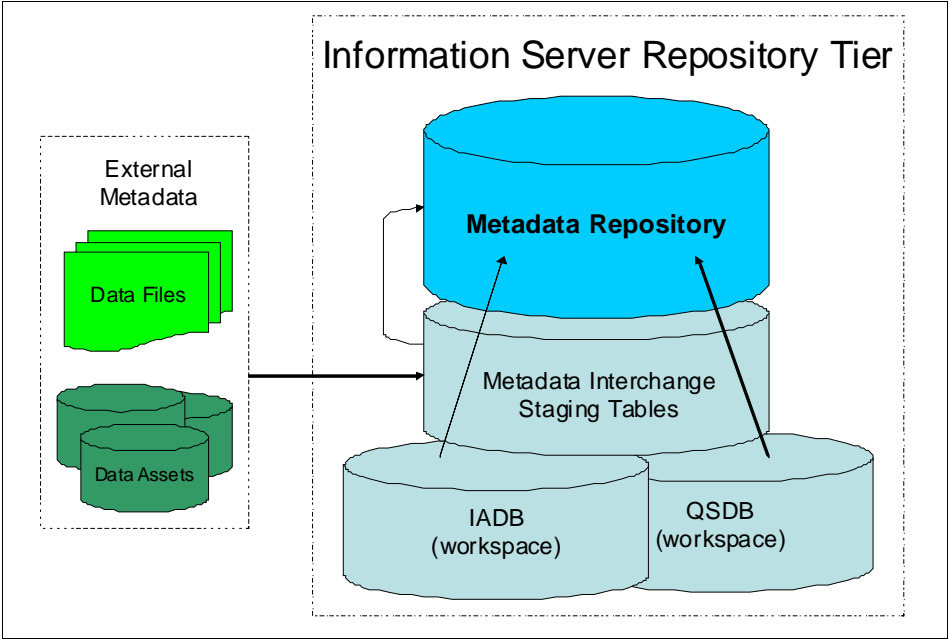 Information Server Repository Tier
External
Metadata
Data Files
Data Assets
Metadata Repository
Metadata Interchange
Staging Tables
IADB
(workspace)
QSDB
(workspace)